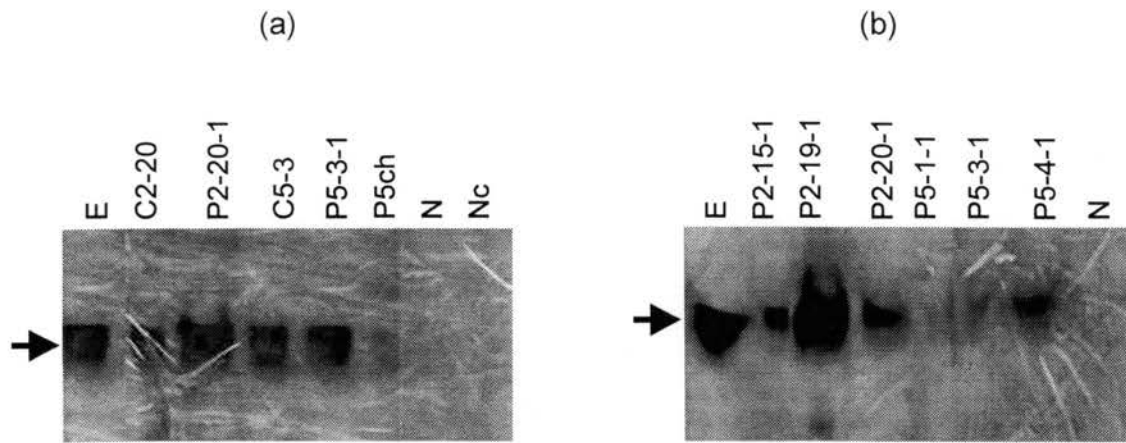 (a)
E
C2-20
P2-20-1
C5-3
P5-3-1
P5ch
N
Nc
(b)
E
P2-15-1
P2-19-1
P2-20-1
P5-1-1
P5-3-1
P5-4-1
N